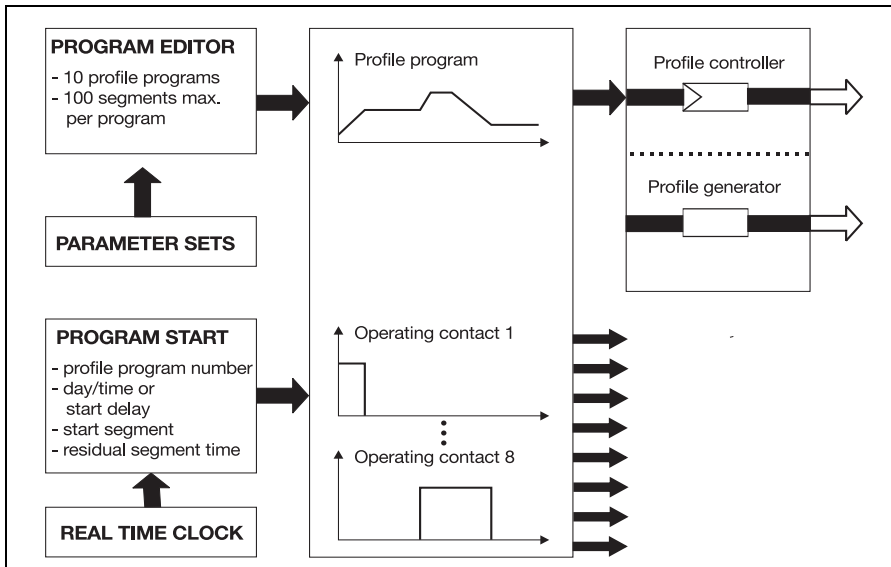 PROGRAM EDITOR
- 10 profile programs
- 100 segments max.
per program
PARAMETER SETS
PROGRAM START
- profile program number
- day/time or
start delay
- start segment
- residual segment time
REAL TIME CLOCK
Profile program
Operating contact 1
Operating contact 8
Profile controller
Profile generator